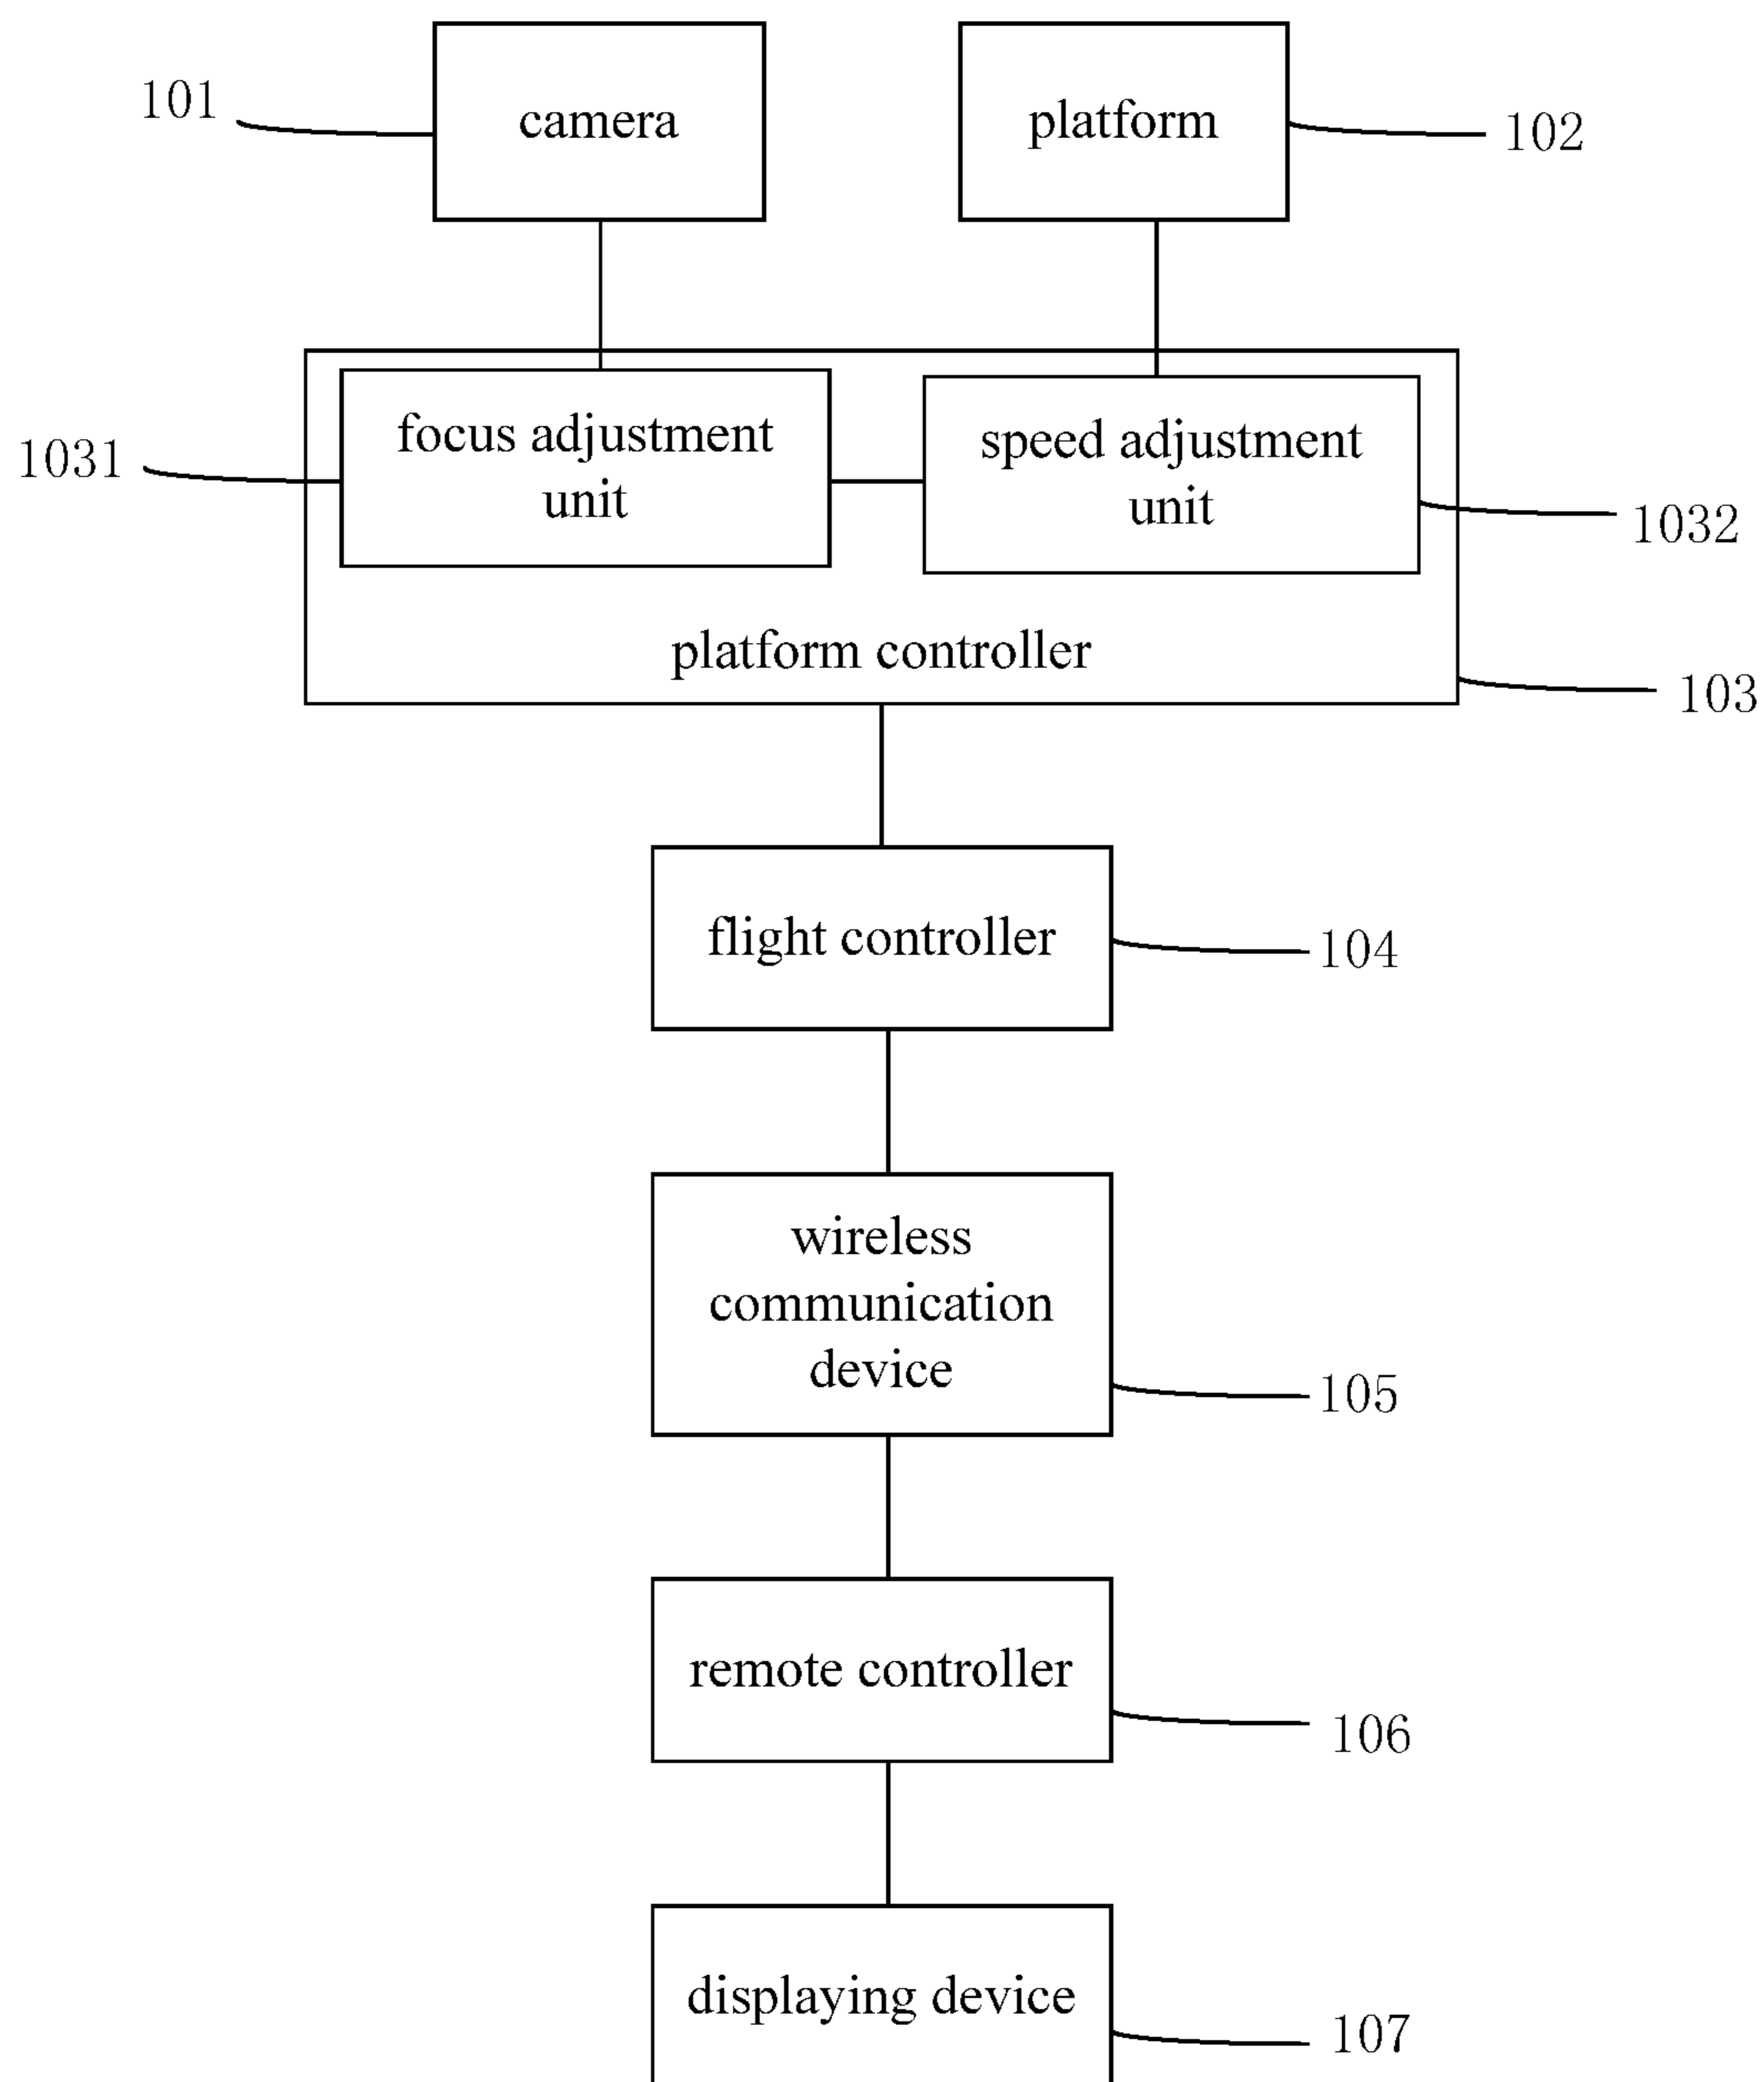 101
camera
platform
102
1031
focus adjustment
unit
speed adjustment
unit
1032
platform controller
103
flight controller
104
wireless
communication
device
105
remote controller
106
displaying device
107